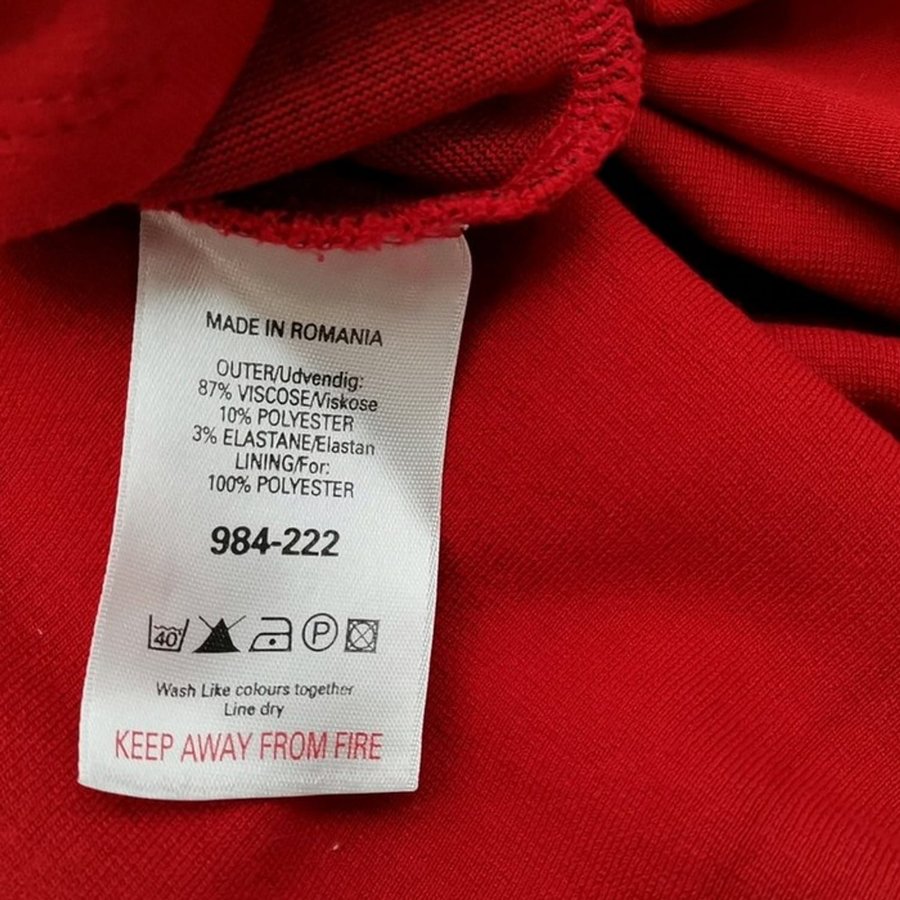 MADE IN ROMANIA
OUTER/Udvendig:
87% VISCOSE/Viskose
10% POLYESTER
3% ELASTANE/Elastan
LINING/For:
100% POLYESTER
984-222
40 P
Wash Like colours together
Line dry
KEEP AWAY FROM FIRE